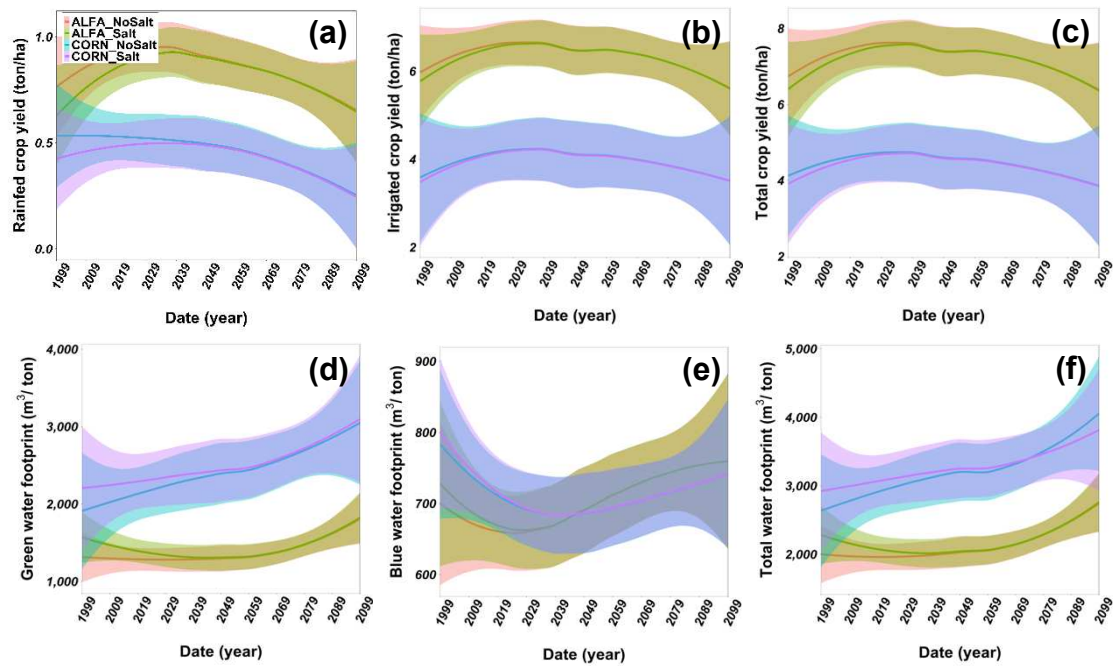 (a)
ALFA_NoSalt
ALFA_Salt
CORN_NoSalt
CORN_Salt
Rainfed crop yield (ton/ha)
1.0
0.5
0.0
1999 2009 2019 2029 2039 2049 2059 2069 2079 2089 2099
Date (year)
(b)
Irrigated crop yield (ton/ha)
6
4
2
1999 2009 2019 2029 2039 2049 2059 2069 2079 2089 2099
Date (year)
(c)
Total crop yield (ton/ha)
8
6
4
2
1999 2009 2019 2029 2039 2049 2059 2069 2079 2089 2099
Date (year)
(d)
Green water footprint (m³/ ton)
4,000
3,000
2,000
1,000
1999 2009 2019 2029 2039 2049 2059 2069 2079 2089 2099
Date (year)
(e)
Blue water footprint (m³/ ton)
900
800
700
600
1999 2009 2019 2029 2039 2049 2059 2069 2079 2089 2099
Date (year)
(f)
Total water footprint (m³/ ton)
5,000
4,000
3,000
2,000
1999 2009 2019 2029 2039 2049 2059 2069 2079 2089 2099
Date (year)